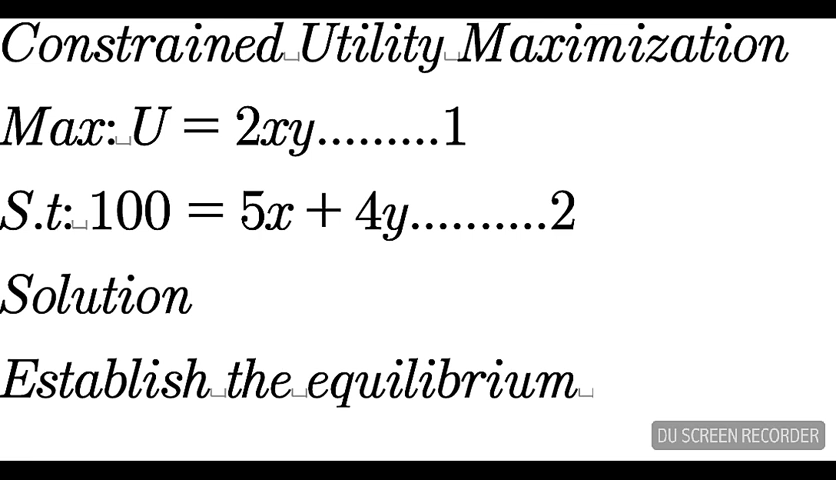 Constrained Utility Maximization
Max: U = 2xy.........1
S.t: 100 = 5x + 4y..........2
Solution
Establish the equilibrium
DU SCREEN RECORDER